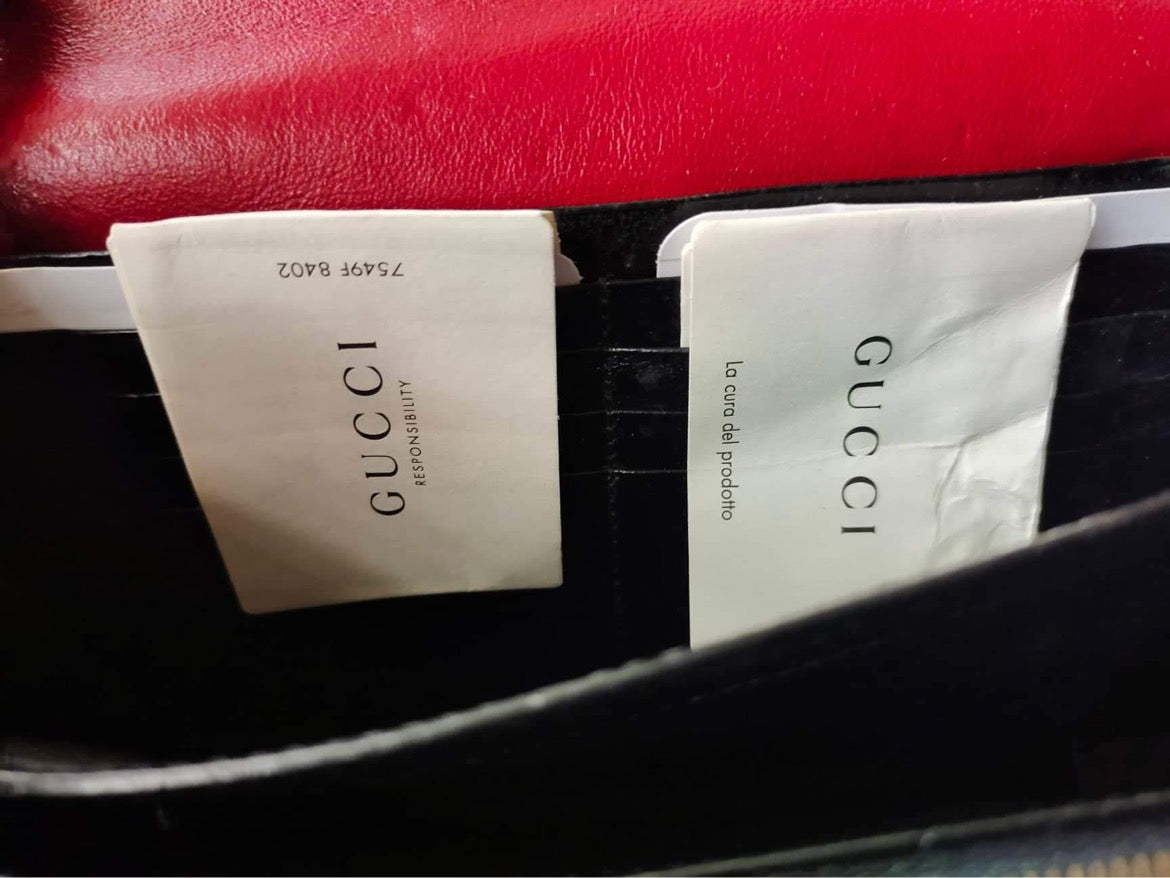 7549F 8402
GUCCI
RESPONSIBILITY
GUCCI
La cura del prodotto